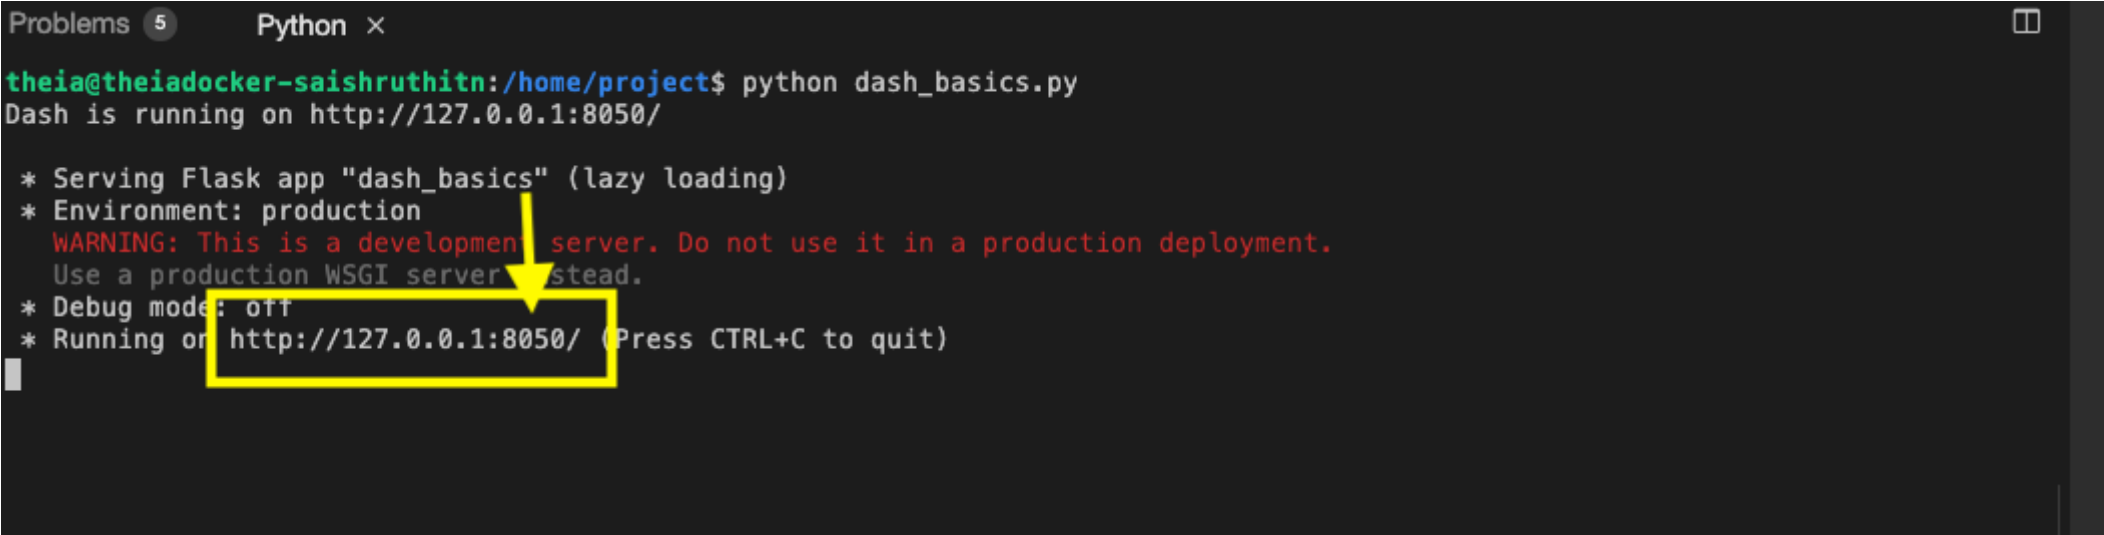 Problems 5 Python ×
theia@theiadocker-saishruthitn:/home/project$ python dash_basics.py
Dash is running on http://127.0.0.1:8050/
* Serving Flask app "dash_basics" (lazy loading)
* Environment: production
WARNING: This is a development server. Do not use it in a production deployment.
Use a production WSGI server instead.
* Debug mode: off
* Running on http://127.0.0.1:8050/ (Press CTRL+C to quit)